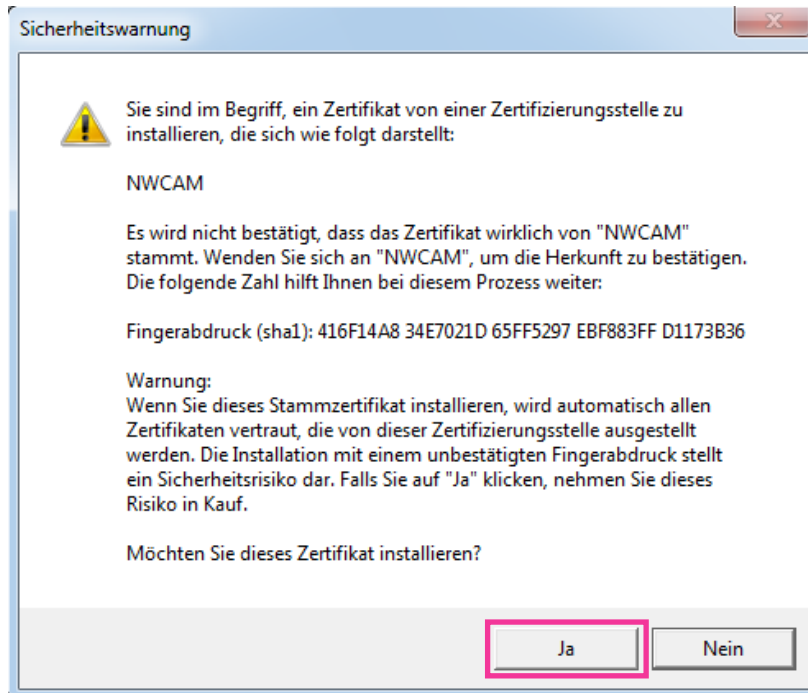 Sicherheitswarnung
Sie sind im Begriff, ein Zertifikat von einer Zertifizierungsstelle zu
installieren, die sich wie folgt darstellt:
NWCAM
Es wird nicht bestätigt, dass das Zertifikat wirklich von "NWCAM"
stammt. Wenden Sie sich an "NWCAM", um die Herkunft zu bestätigen.
Die folgende Zahl hilft Ihnen bei diesem Prozess weiter:
Fingerabdruck (sha1): 416F14A8 34E7021D 65FF5297 EBF883FF D1173B36
Warnung:
Wenn Sie dieses Stammzertifikat installieren, wird automatisch allen
Zertifikaten vertraut, die von dieser Zertifizierungsstelle ausgestellt
werden. Die Installation mit einem unbestätigten Fingerabdruck stellt
ein Sicherheitsrisiko dar. Falls Sie auf "Ja" klicken, nehmen Sie dieses
Risiko in Kauf.
Möchten Sie dieses Zertifikat installieren?
Ja
Nein